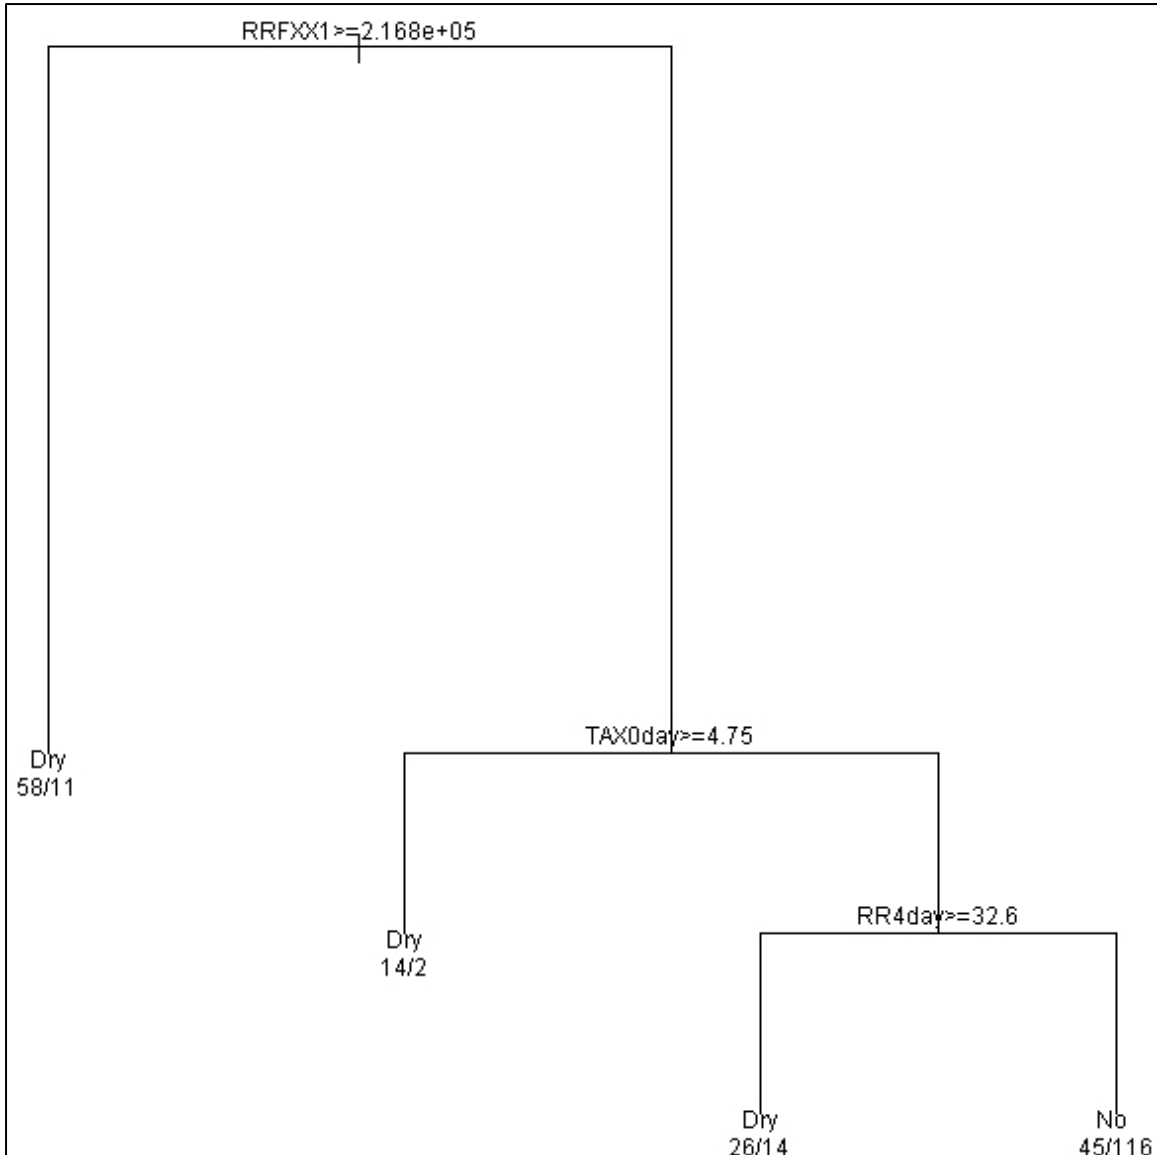 RRFXX1>=2.168e+05
TAX0day>=4.75
Dry
58/11
RR4day>=32.6
Dry
14/2
Dry
26/14
No
45/116